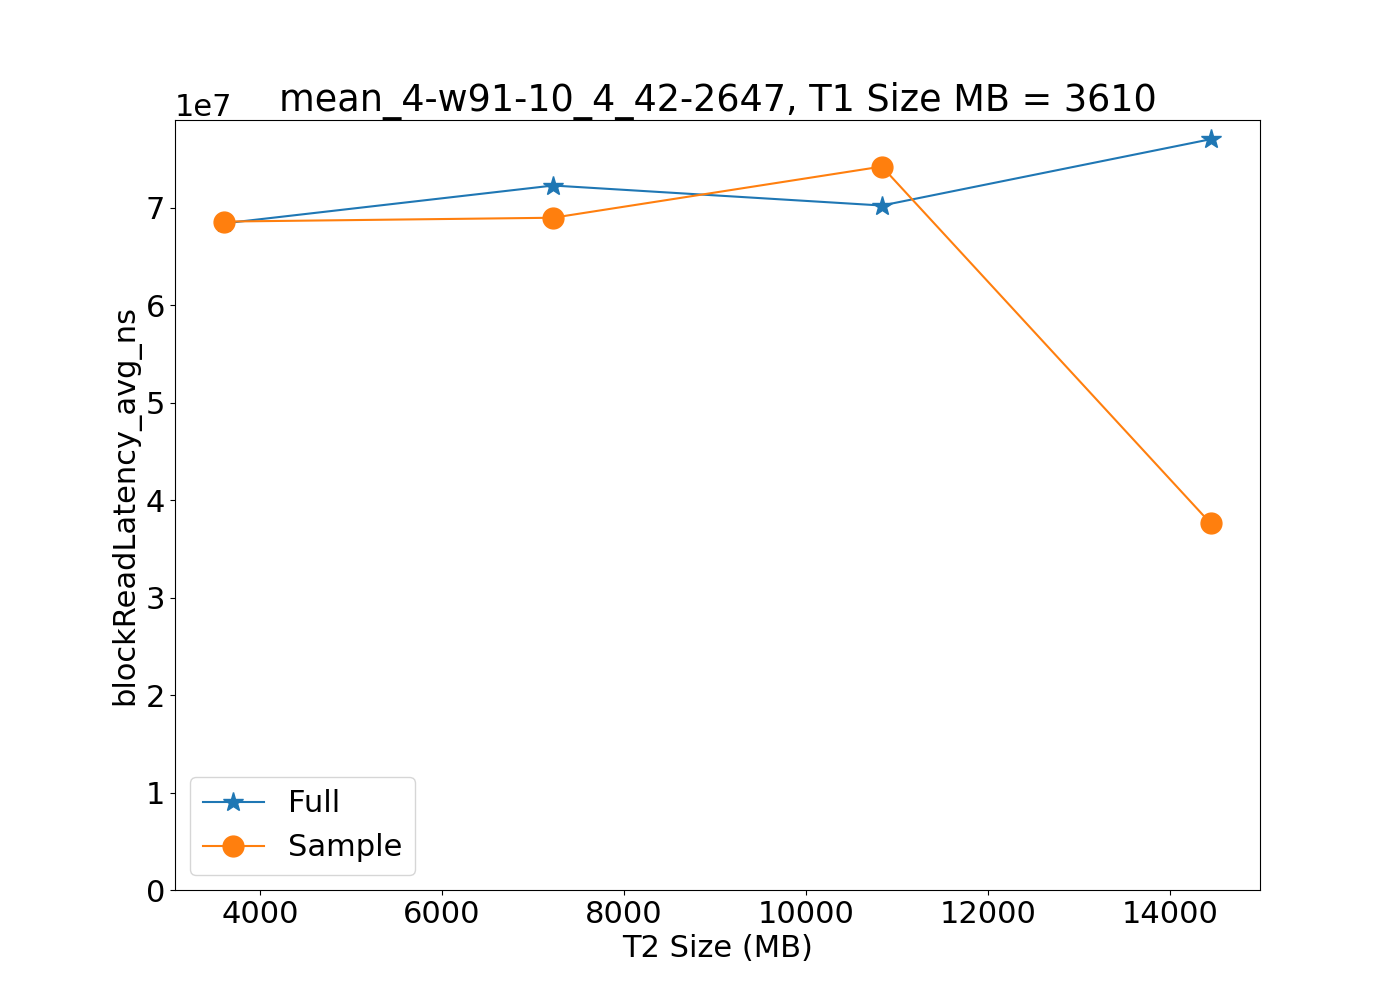 1e7
mean_4-w91-10_4_42-2647, T1 Size MB = 3610
7
6
5
4
3
2
1
0
blockReadLatency_avg_ns
Full
Sample
4000 6000 8000 10000 12000 14000
T2 Size (MB)